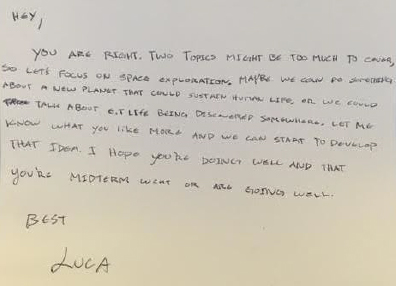 HEY,
YOU ARE RIGHT. TWO TOPICS MIGHT BE TOO MUCH TO COVER,
SO LETS FOCUS ON SPACE EXPLORATION. MAYBE WE COULD DO SOMETHING
ABOUT A NEW PLANET THAT COULD SUSTAIN HUMAN LIFE OR WE COULD
TALK ABOUT E.T LIFE BEING DISCOVERED SOMEWHERE. LET ME
KNOW WHAT YOU LIKE MORE AND WE CAN START TO DEVELOP
THAT IDEA. I HOPE YOU'RE DOING WELL AND THAT
YOU'RE MIDTERM WENT OR ARE GOING WELL.
BEST
LUCA